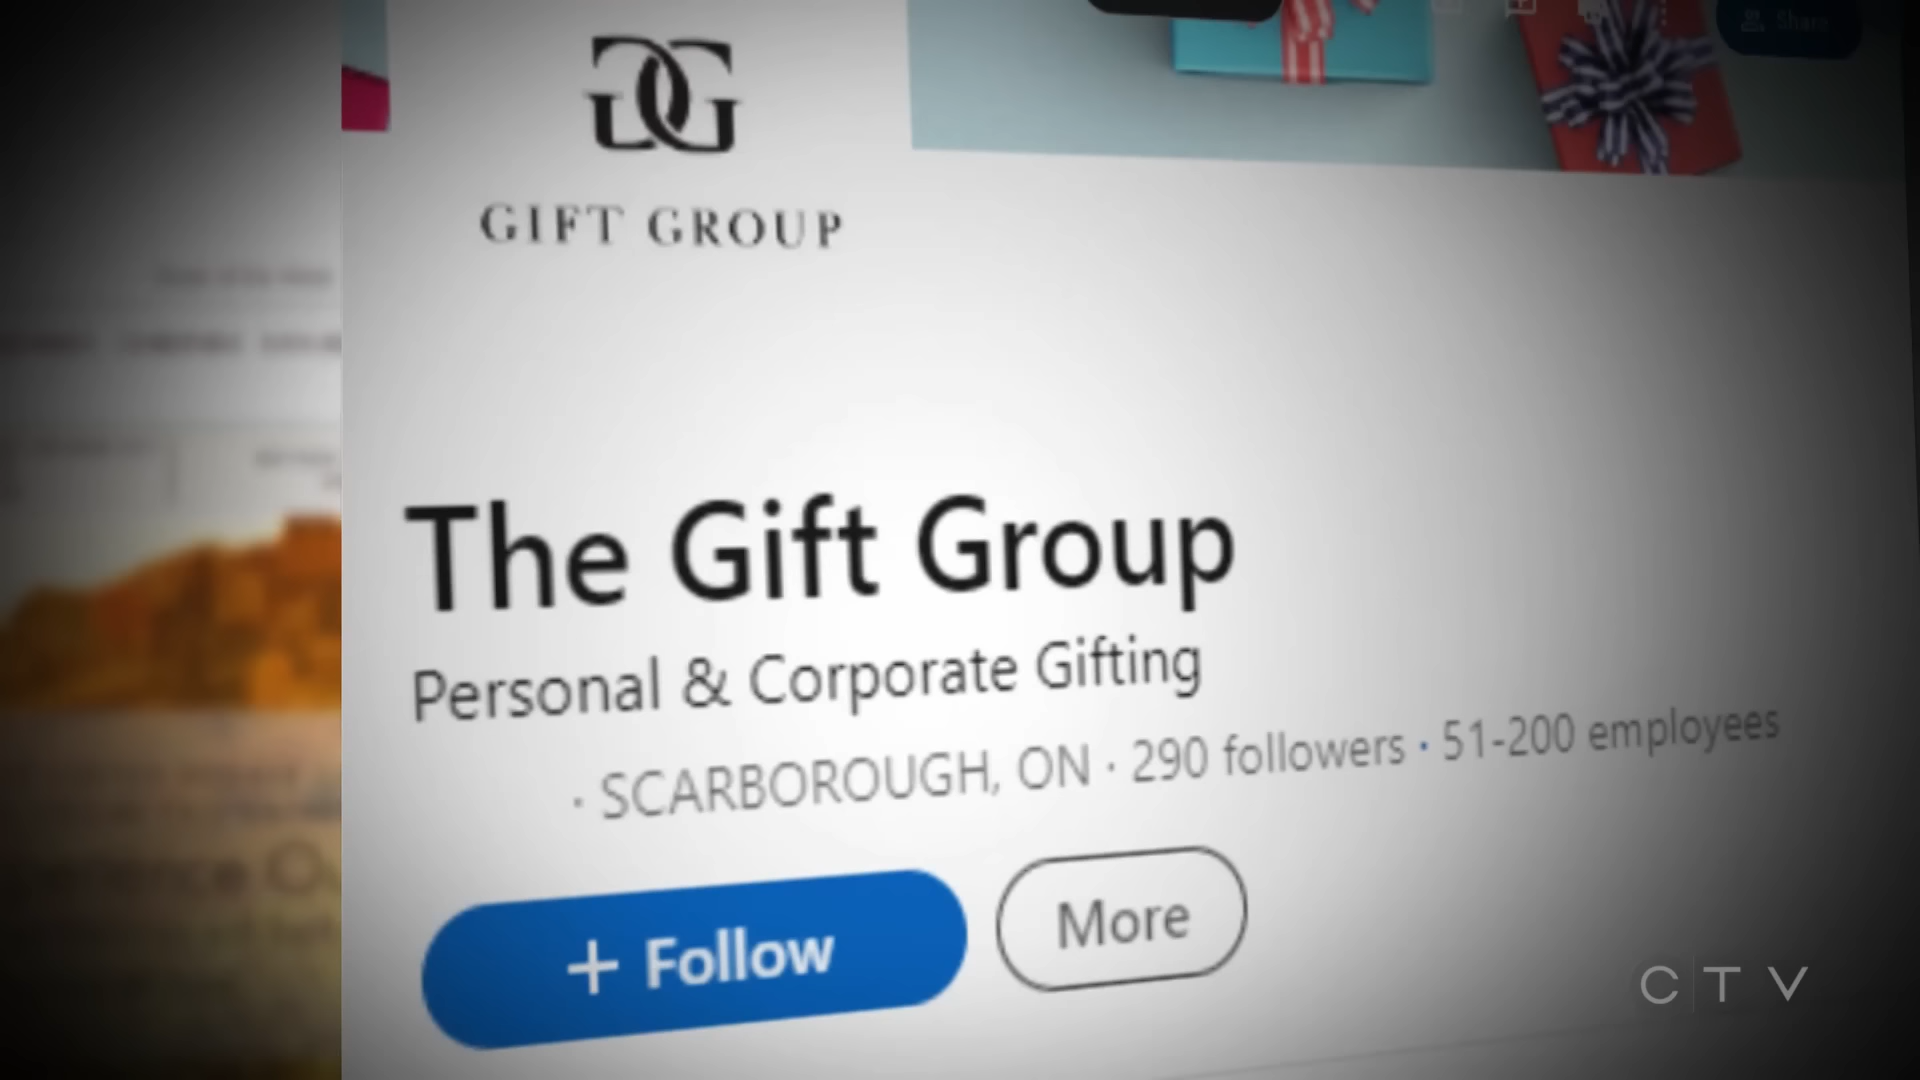 GG
GIFT GROUP
Share
The Gift Group
Personal & Corporate Gifting
· SCARBOROUGH, ON · 290 followers · 51-200 employees
+ Follow
More
CTV